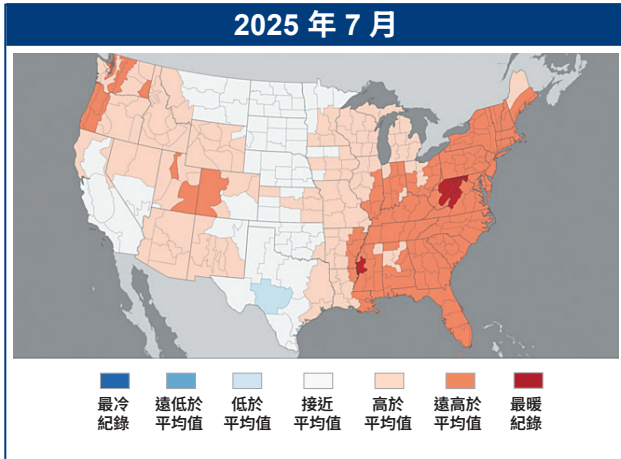 2025 年 7 月
最冷
紀錄
遠低於
平均值
低於
平均值
接近
平均值
高於
平均值
遠高於
平均值
最暖
紀錄